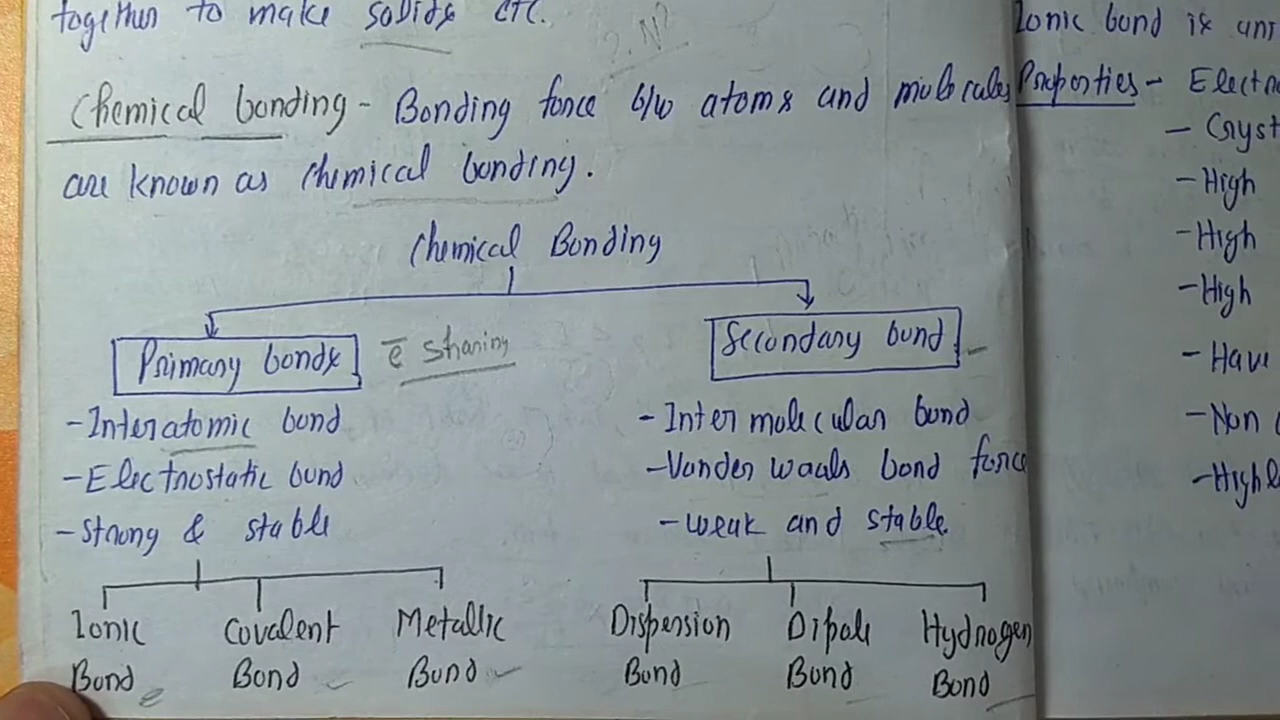 together to make solids etc.
Chemical bonding - Bonding force b/w atoms and molecules
are known as chemical bonding.
Chemical Bonding
Primary bonds
ē sharing
Secondary bond
- Interatomic bond
- Electrostatic bond
- Strong & stable
- Inter molecular bond
- Vander waals bond force
- weak and stable
Ionic Bond
Covalent Bond
Metallic Bond
Dispersion Bond
Dipole Bond
Hydrogen Bond
Ionic bond is
Properties -
- High
- High
- High
- Have
- Non